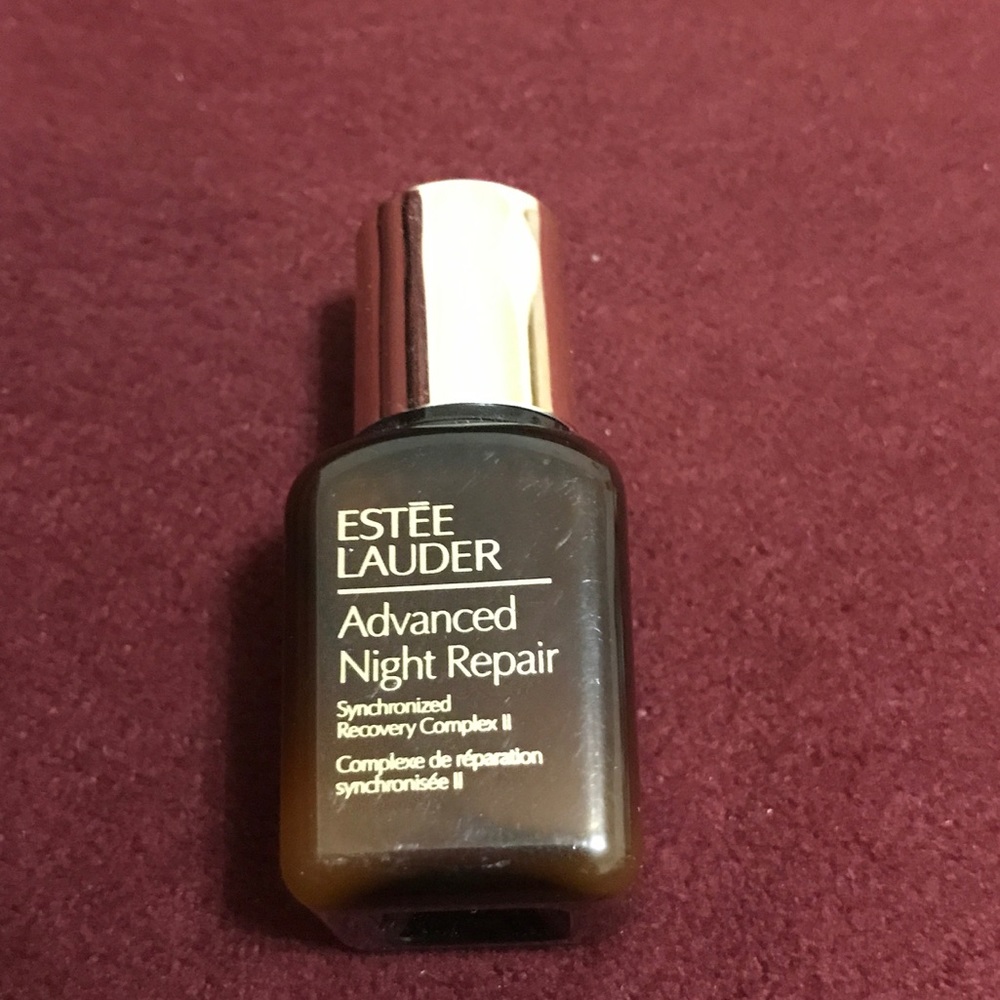 ESTĒE
LAUDER
Advanced
Night Repair
Synchronized
Recovery Complex II
Complexe de réparation
synchronisée II